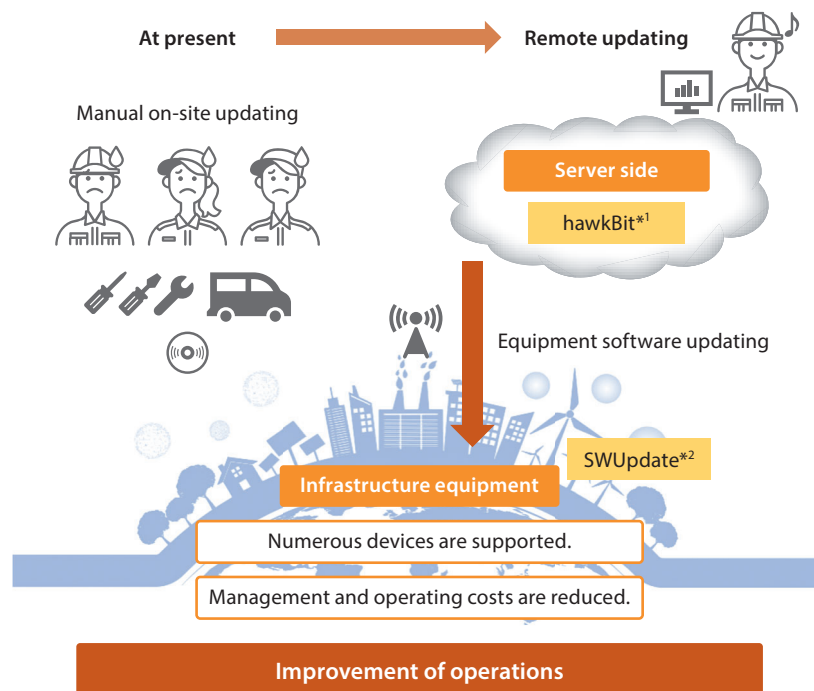 At present
Remote updating
Manual on-site updating
Server side
hawkBit*1
Equipment software updating
SWUpdate*2
Infrastructure equipment
Numerous devices are supported.
Management and operating costs are reduced.
Improvement of operations